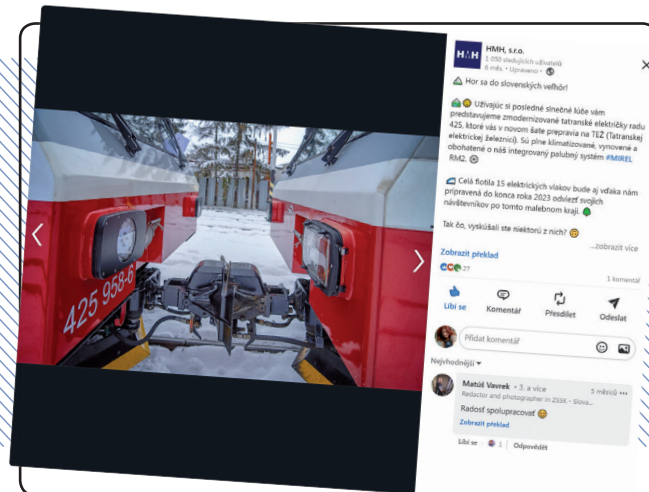 425 958-6
HMH
HMH, s.r.o.
1 050 sledujících uživatelů
6 měs. • Upraveno •
Hor sa do slovenských veľhôr!
Užívajúc si posledné slnečné lúče vám
predstavujeme zmodernizované tatranské električky radu
425, ktoré vás v novom šate prepravia na TEŽ (Tatranskej
elektrickej železnici). Sú plne klimatizované, vynovené a
obohatené o náš integrovaný palubný systém #MIREL
RM2.
Celá flotila 15 elektrických vlakov bude aj vďaka nám
pripravená do konca roka 2023 odviezť svojich
návštevníkov po tomto malebnom kraji.
Tak čo, vyskúšali ste niektorú z nich?
...zobrazit více
Zobrazit překlad
27
1 komentář
Líbí se
Komentář
Přesdílet
Odeslat
Přidat komentář
Nejvhodnější
Matúš Vavrek • 3. a více
5 měsíců •••
Redactor and photographer in ZSSK - Slova...
Radosť spolupracovať
Zobrazit překlad
Líbí se
1
Odpovědět